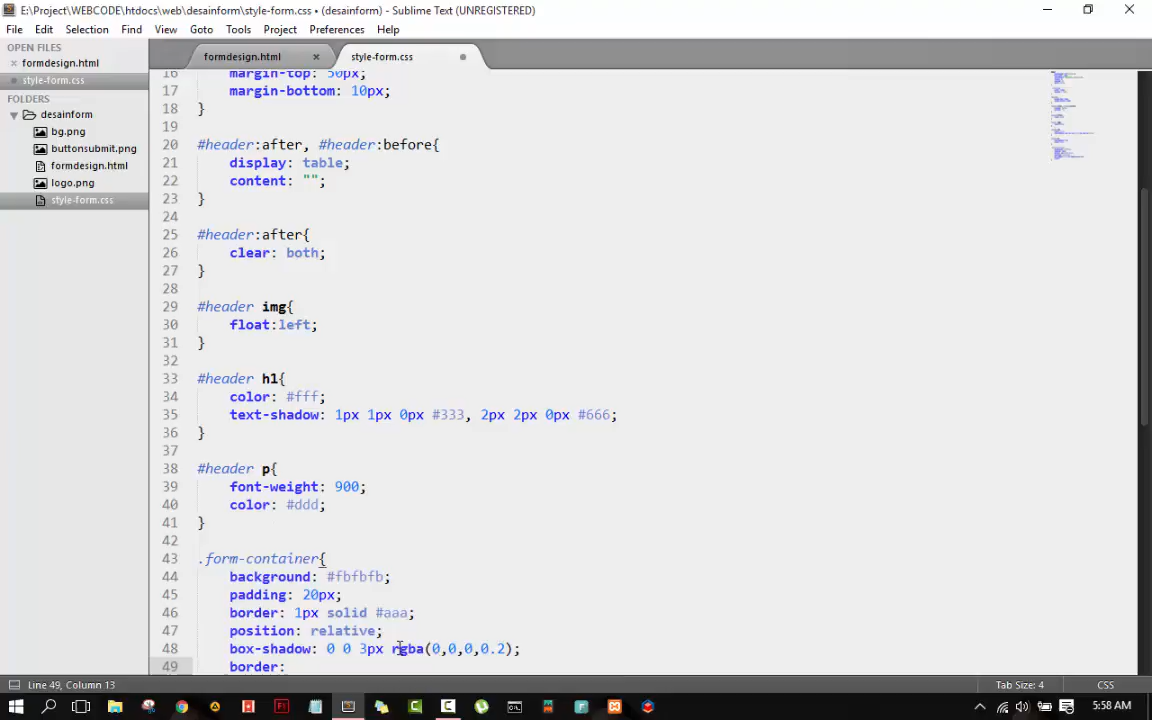 E:\Project\WEBCODE\htdocs\web\desainform\style-form.css • (desainform) - Sublime Text (UNREGISTERED)
File Edit Selection Find View Goto Tools Project Preferences Help
OPEN FILES
formdesign.html
style-form.css
FOLDERS
desainform
bg.png
buttonsubmit.png
formdesign.html
logo.png
style-form.css
formdesign.html style-form.css
16 margin-top: 50px;
17 margin-bottom: 10px;
18 }
19
20 #header:after, #header:before{
21 display: table;
22 content: "";
23 }
24
25 #header:after{
26 clear: both;
27 }
28
29 #header img{
30 float:left;
31 }
32
33 #header h1{
34 color: #fff;
35 text-shadow: 1px 1px 0px #333, 2px 2px 0px #666;
36 }
37
38 #header p{
39 font-weight: 900;
40 color: #ddd;
41 }
42
43 .form-container{
44 background: #fbfbfb;
45 padding: 20px;
46 border: 1px solid #aaa;
47 position: relative;
48 box-shadow: 0 0 3px rgba(0,0,0,0.2);
49 border:
Line 49, Column 13 Tab Size: 4 CSS
5:58 AM